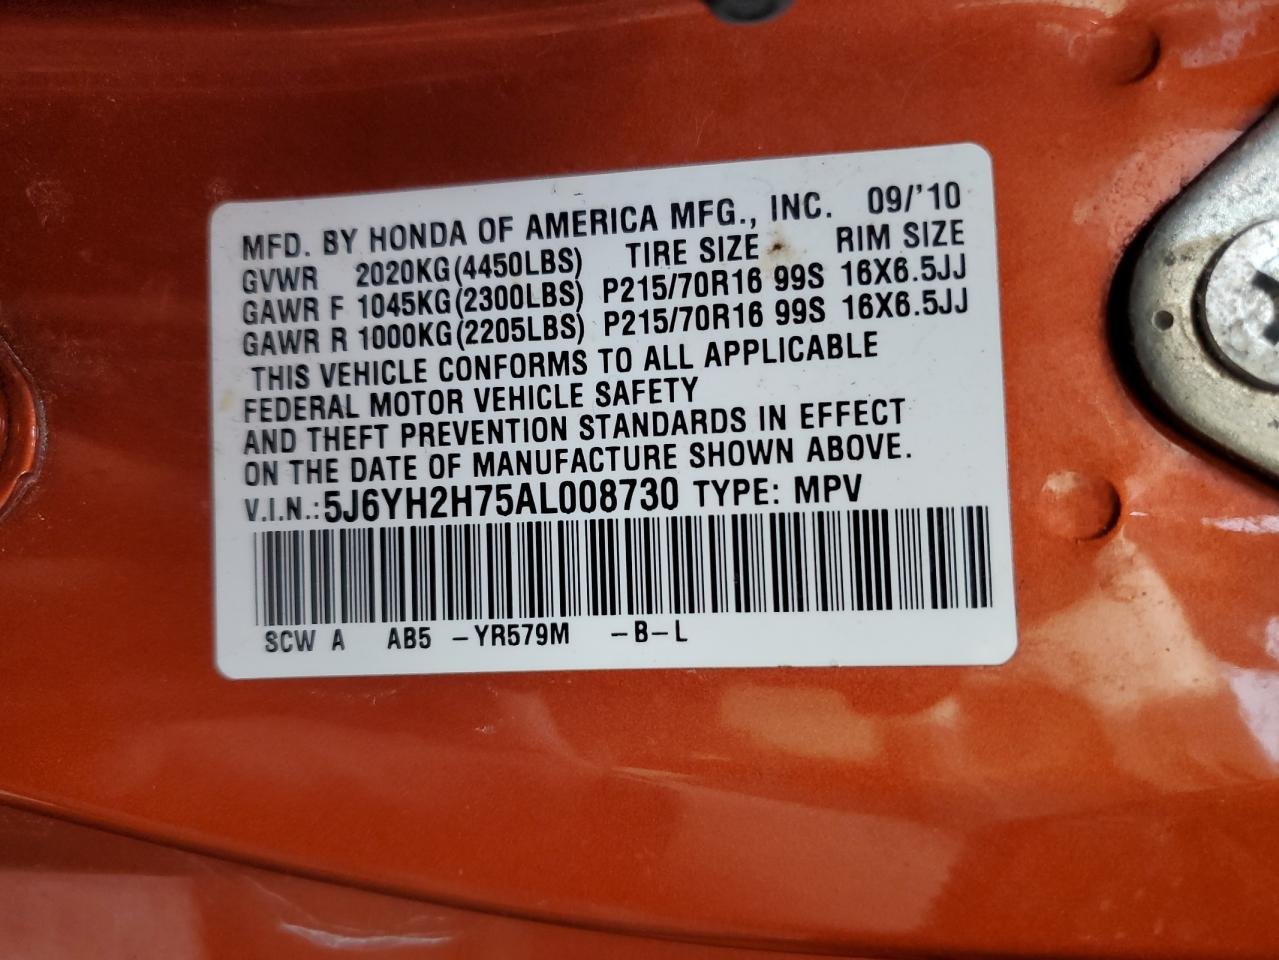 MFD. BY HONDA OF AMERICA MFG., INC. 09/'10
GVWR 2020KG(4450LBS) TIRE SIZE RIM SIZE
GAWR F 1045KG(2300LBS) P215/70R16 99S 16X6.5JJ
GAWR R 1000KG(2205LBS) P215/70R16 99S 16X6.5JJ
THIS VEHICLE CONFORMS TO ALL APPLICABLE
FEDERAL MOTOR VEHICLE SAFETY
AND THEFT PREVENTION STANDARDS IN EFFECT
ON THE DATE OF MANUFACTURE SHOWN ABOVE.
V.I.N.:5J6YH2H75AL008730 TYPE: MPV
SCW A AB5 -YR579M -B-L